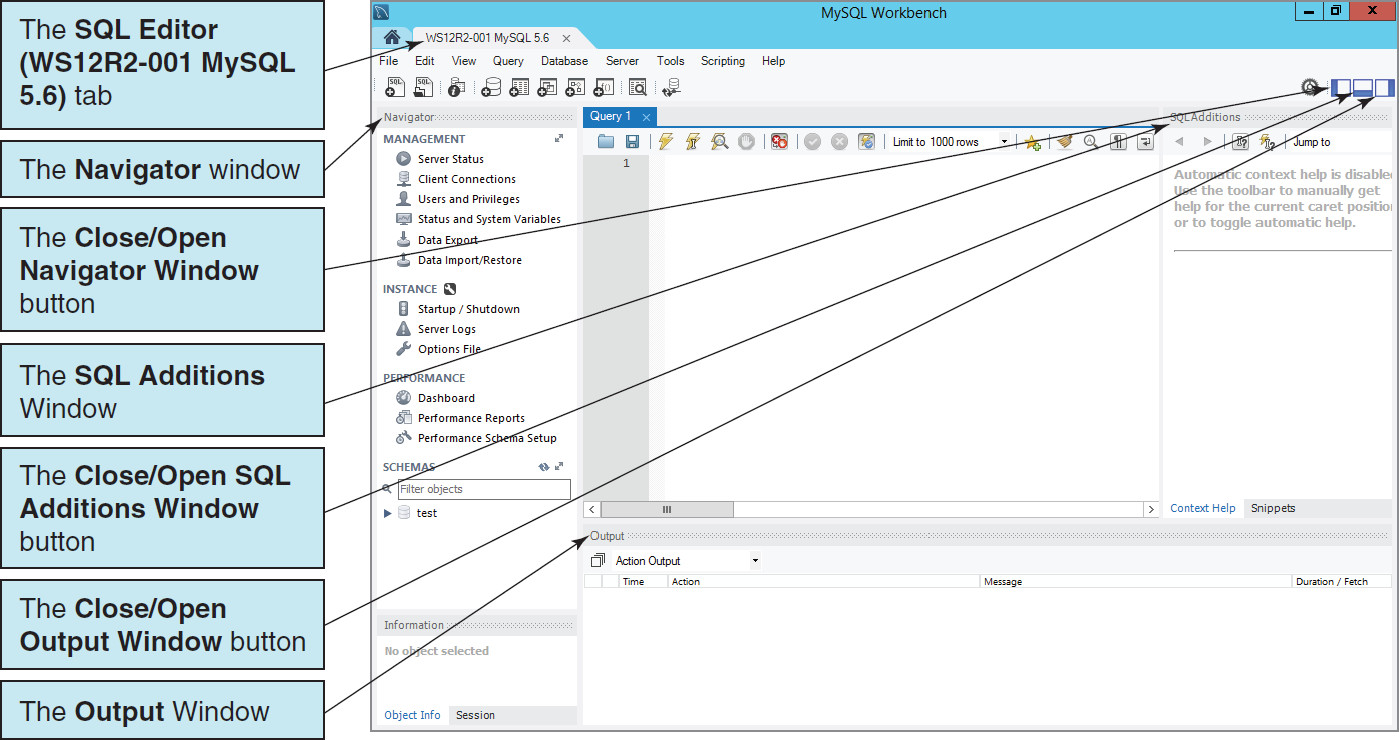 The SQL Editor
(WS12R2-001 MySQL
5.6) tab
The Navigator window
The Close/Open
Navigator Window
button
The SQL Additions
Window
The Close/Open SQL
Additions Window
button
The Close/Open
Output Window button
The Output Window
MySQL Workbench
WS12R2-001 MySQL 5.6
File Edit View Query Database Server Tools Scripting Help
Navigator
MANAGEMENT
Server Status
Client Connections
Users and Privileges
Status and System Variables
Data Export
Data Import/Restore
INSTANCE
Startup / Shutdown
Server Logs
Options File
PERFORMANCE
Dashboard
Performance Reports
Performance Schema Setup
SCHEMAS
Filter objects
test
Information
No object selected
Object Info Session
Query 1
Limit to 1000 rows
1
SQLAdditions
Jump to
Automatic context help is disabled
Use the toolbar to manually get
help for the current caret position
or to toggle automatic help.
Context Help Snippets
Output
Action Output
Time Action Message Duration / Fetch